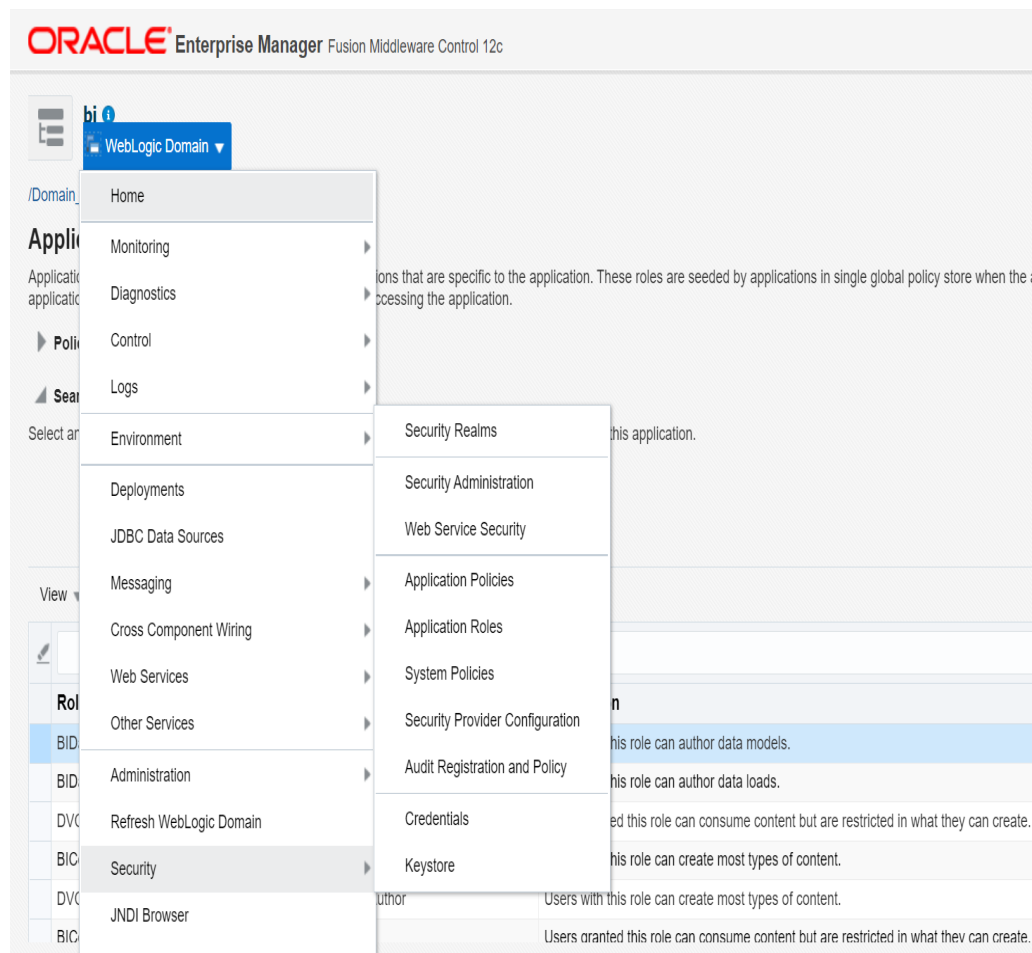 ORACLE Enterprise Manager Fusion Middleware Control 12c
bi
WebLogic Domain
/Domain_
Home
Applic
Monitoring
Applicatio ions that are specific to the application. These roles are seeded by applications in single global policy store when the a
Diagnostics
applicatio ccessing the application.
Control
Polic
Logs
Sear
Select an this application.
Environment
Security Realms
Deployments
Security Administration
JDBC Data Sources
Web Service Security
Messaging
Application Policies
View
Cross Component Wiring
Application Roles
Web Services
System Policies
Rol n
Other Services
Security Provider Configuration
BID his role can author data models.
Administration
Audit Registration and Policy
BID his role can author data loads.
Refresh WebLogic Domain
Credentials
DVC ed this role can consume content but are restricted in what they can create.
Security
Keystore
BIC his role can create most types of content.
DVC uthor Users with this role can create most types of content.
JNDI Browser
BIC Users granted this role can consume content but are restricted in what they can create.